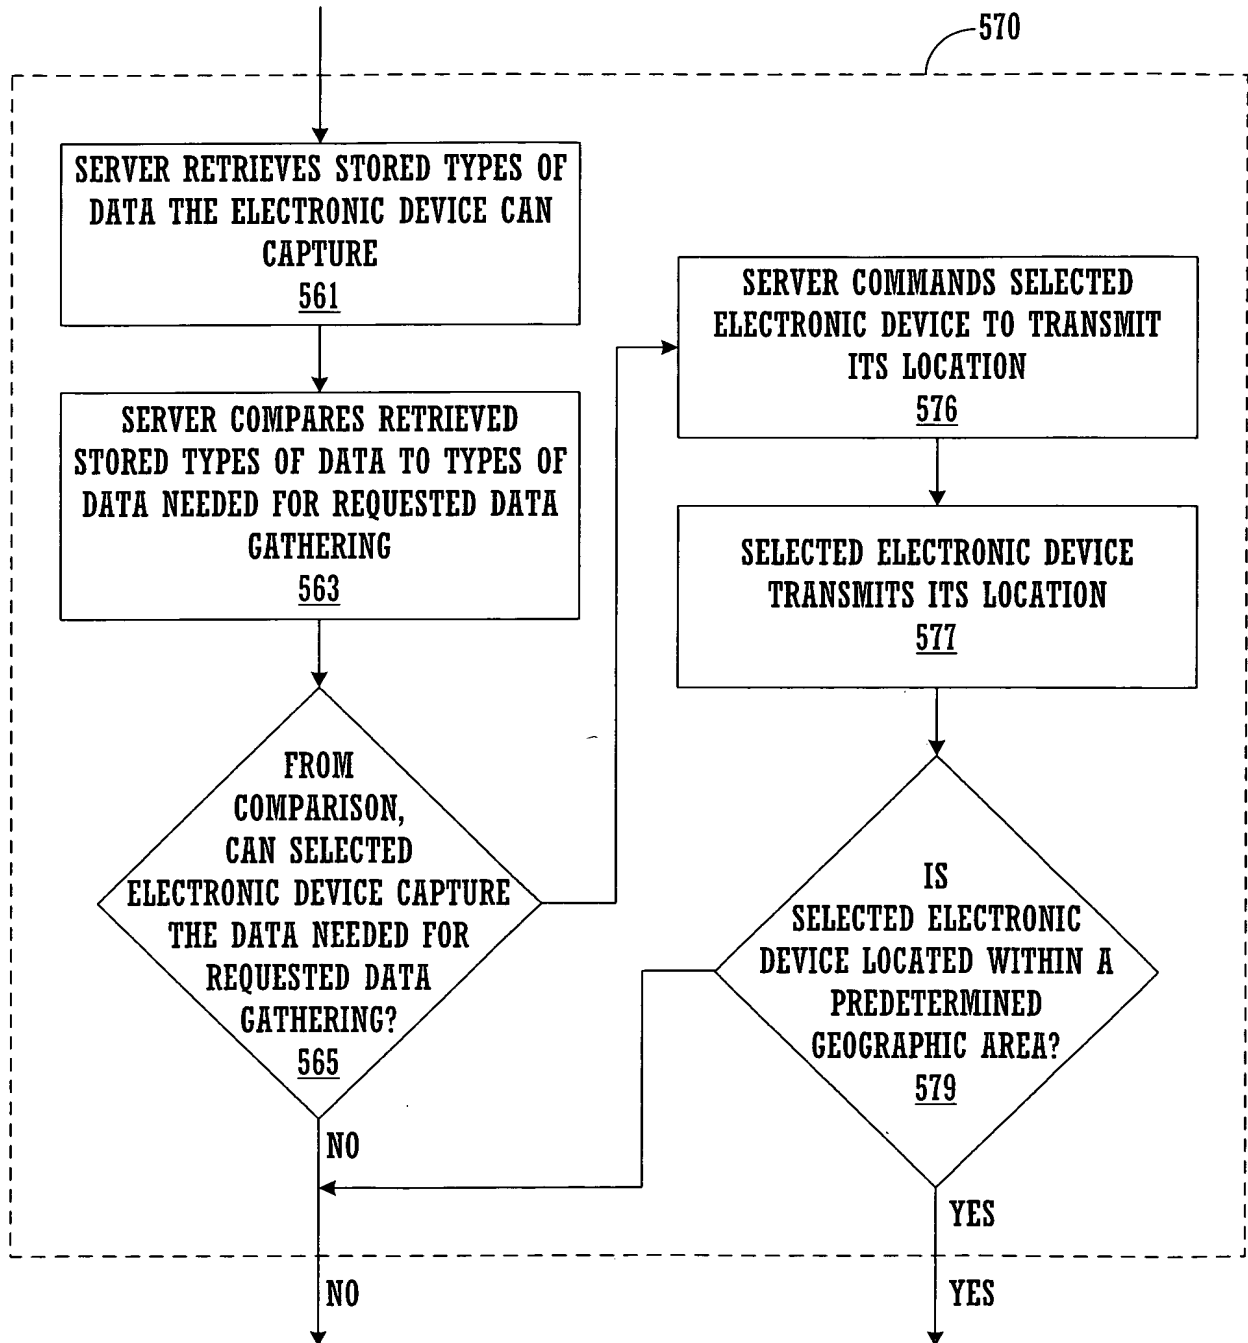 570
SERVER RETRIEVES STORED TYPES OF
DATA THE ELECTRONIC DEVICE CAN
CAPTURE
561
SERVER COMPARES RETRIEVED
STORED TYPES OF DATA TO TYPES OF
DATA NEEDED FOR REQUESTED DATA
GATHERING
563
FROM
COMPARISON,
CAN SELECTED
ELECTRONIC DEVICE CAPTURE
THE DATA NEEDED FOR
REQUESTED DATA
GATHERING?
565
NO
NO
SERVER COMMANDS SELECTED
ELECTRONIC DEVICE TO TRANSMIT
ITS LOCATION
576
SELECTED ELECTRONIC DEVICE
TRANSMITS ITS LOCATION
577
IS
SELECTED ELECTRONIC
DEVICE LOCATED WITHIN A
PREDETERMINED
GEOGRAPHIC AREA?
579
YES
YES